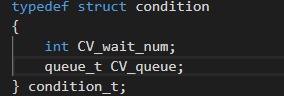 typedef struct condition
{
    int CV_wait_num;
    queue_t CV_queue;
} condition_t;